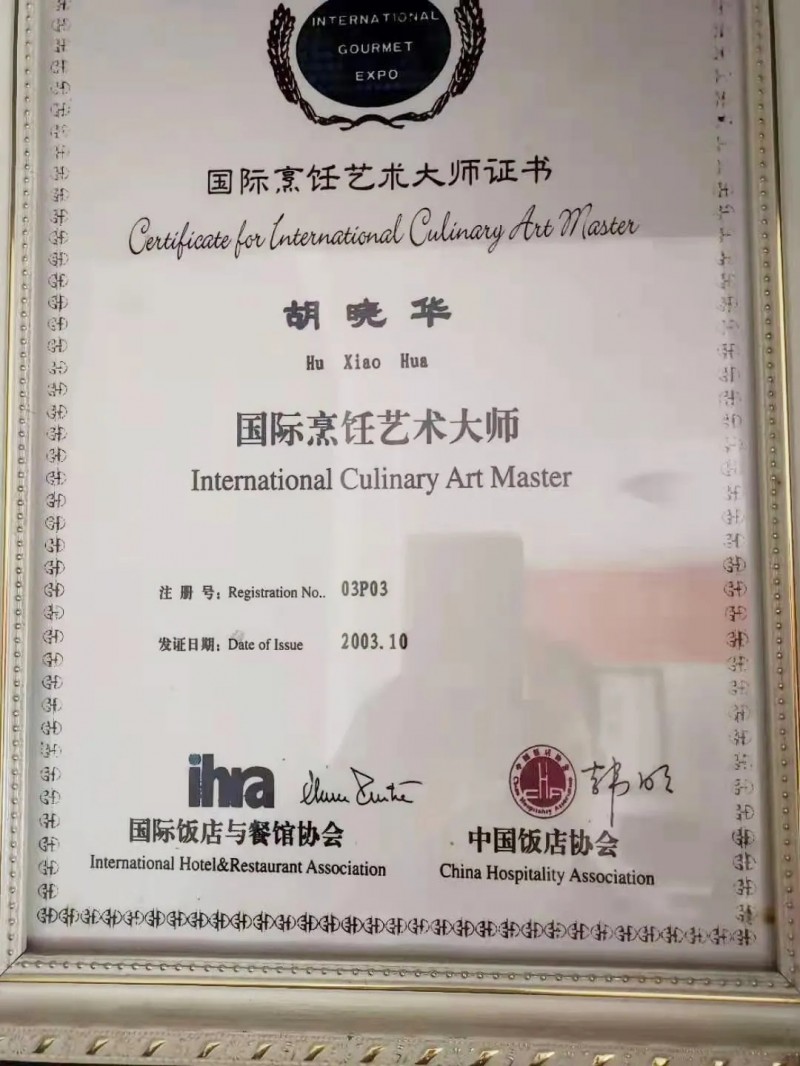 INTERNATIONAL
GOURMET
EXPO
国际烹饪艺术大师证书
Certificate for International Culinary Art Master
胡晓华
Hu Xiao Hua
国际烹饪艺术大师
International Culinary Art Master
注 册 号：Registration No.. 03P03
发证日期：Date of Issue 2003.10
ihra
国际饭店与餐馆协会
International Hotel&Restaurant Association
CHA
中国饭店协会
China Hospitality Association